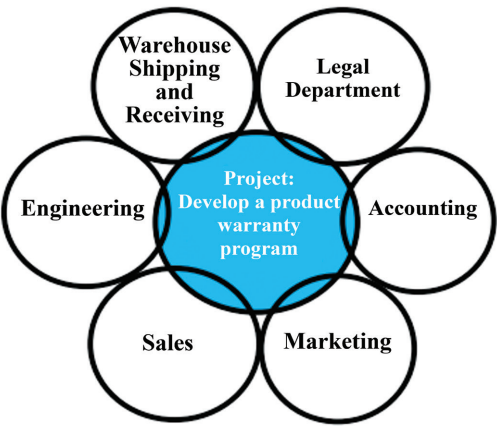 Warehouse
Shipping
and
Receiving
Legal
Department
Project:
Develop a product
warranty
program
Engineering
Accounting
Sales
Marketing